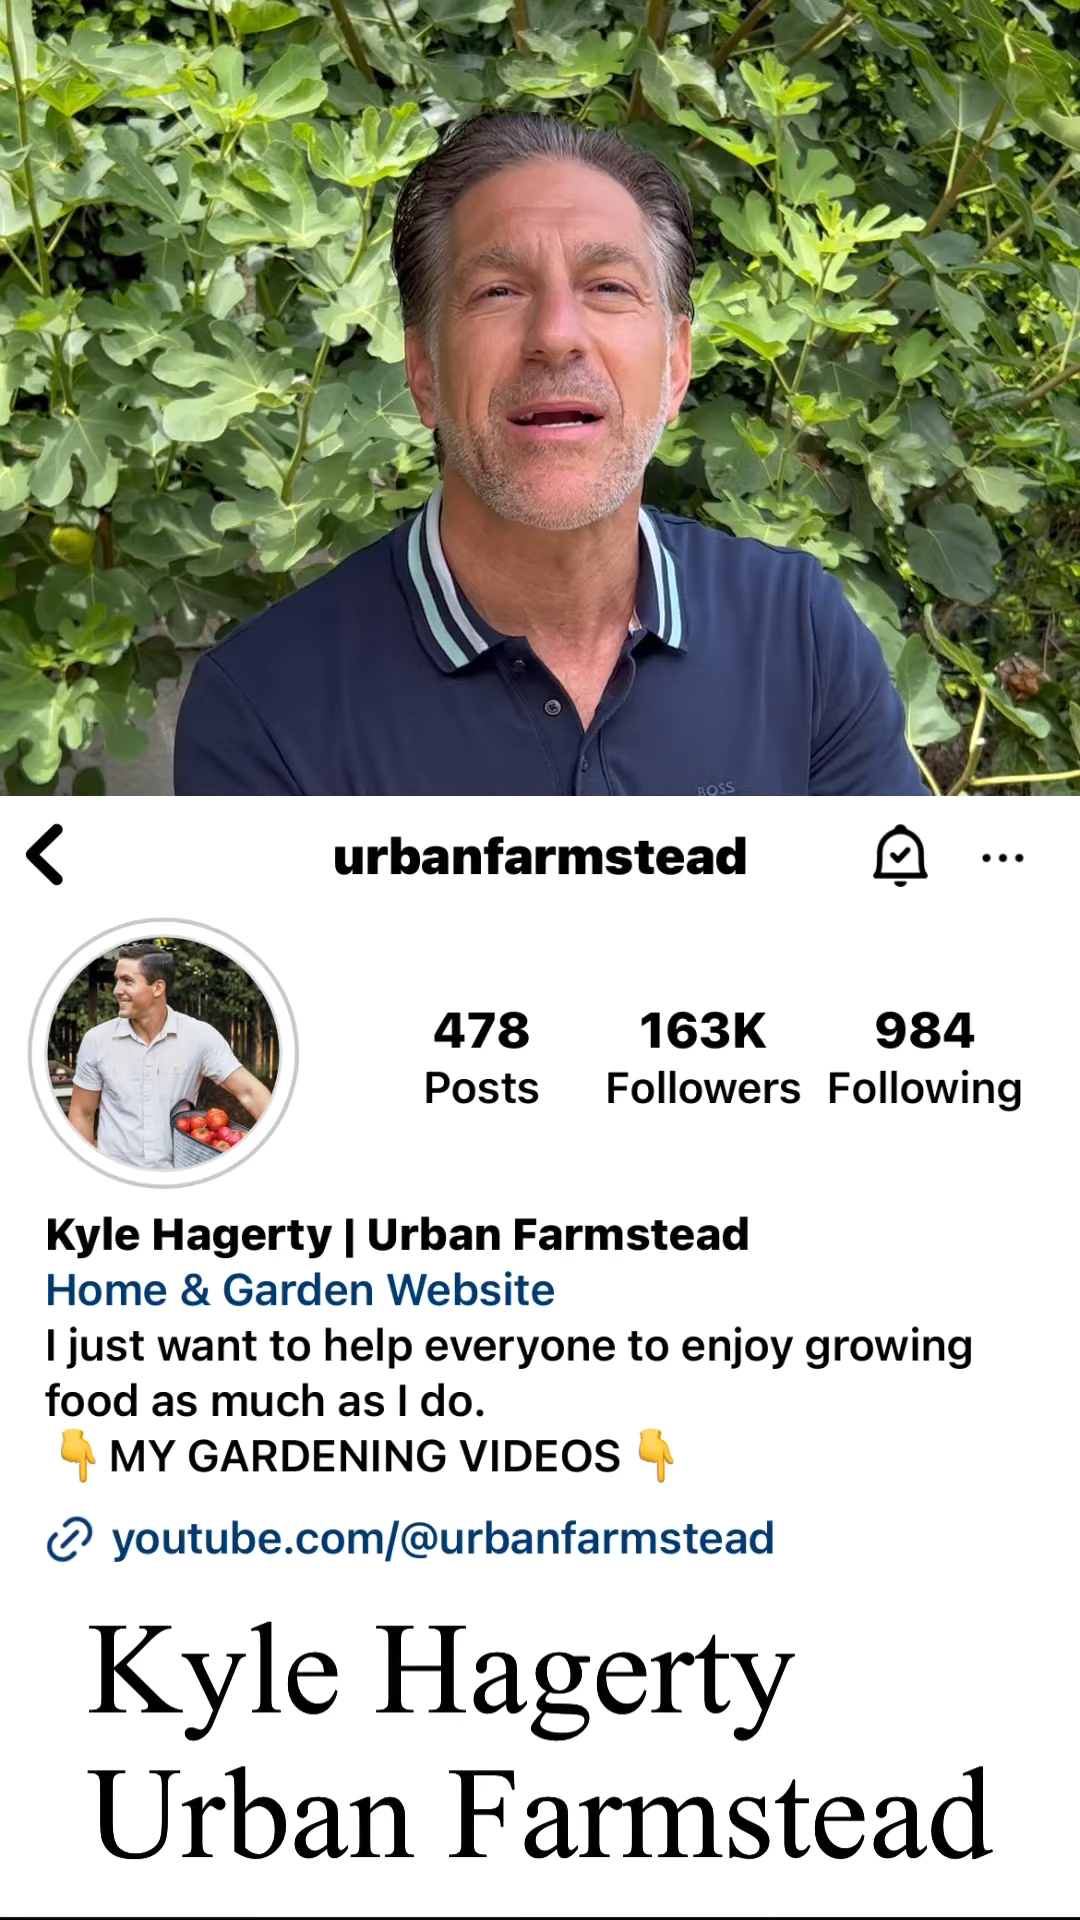 BOSS
urbanfarmstead
478 163K 984
Posts Followers Following
Kyle Hagerty | Urban Farmstead
Home & Garden Website
I just want to help everyone to enjoy growing
food as much as I do.
👇 MY GARDENING VIDEOS 👇
youtube.com/@urbanfarmstead
Kyle Hagerty
Urban Farmstead